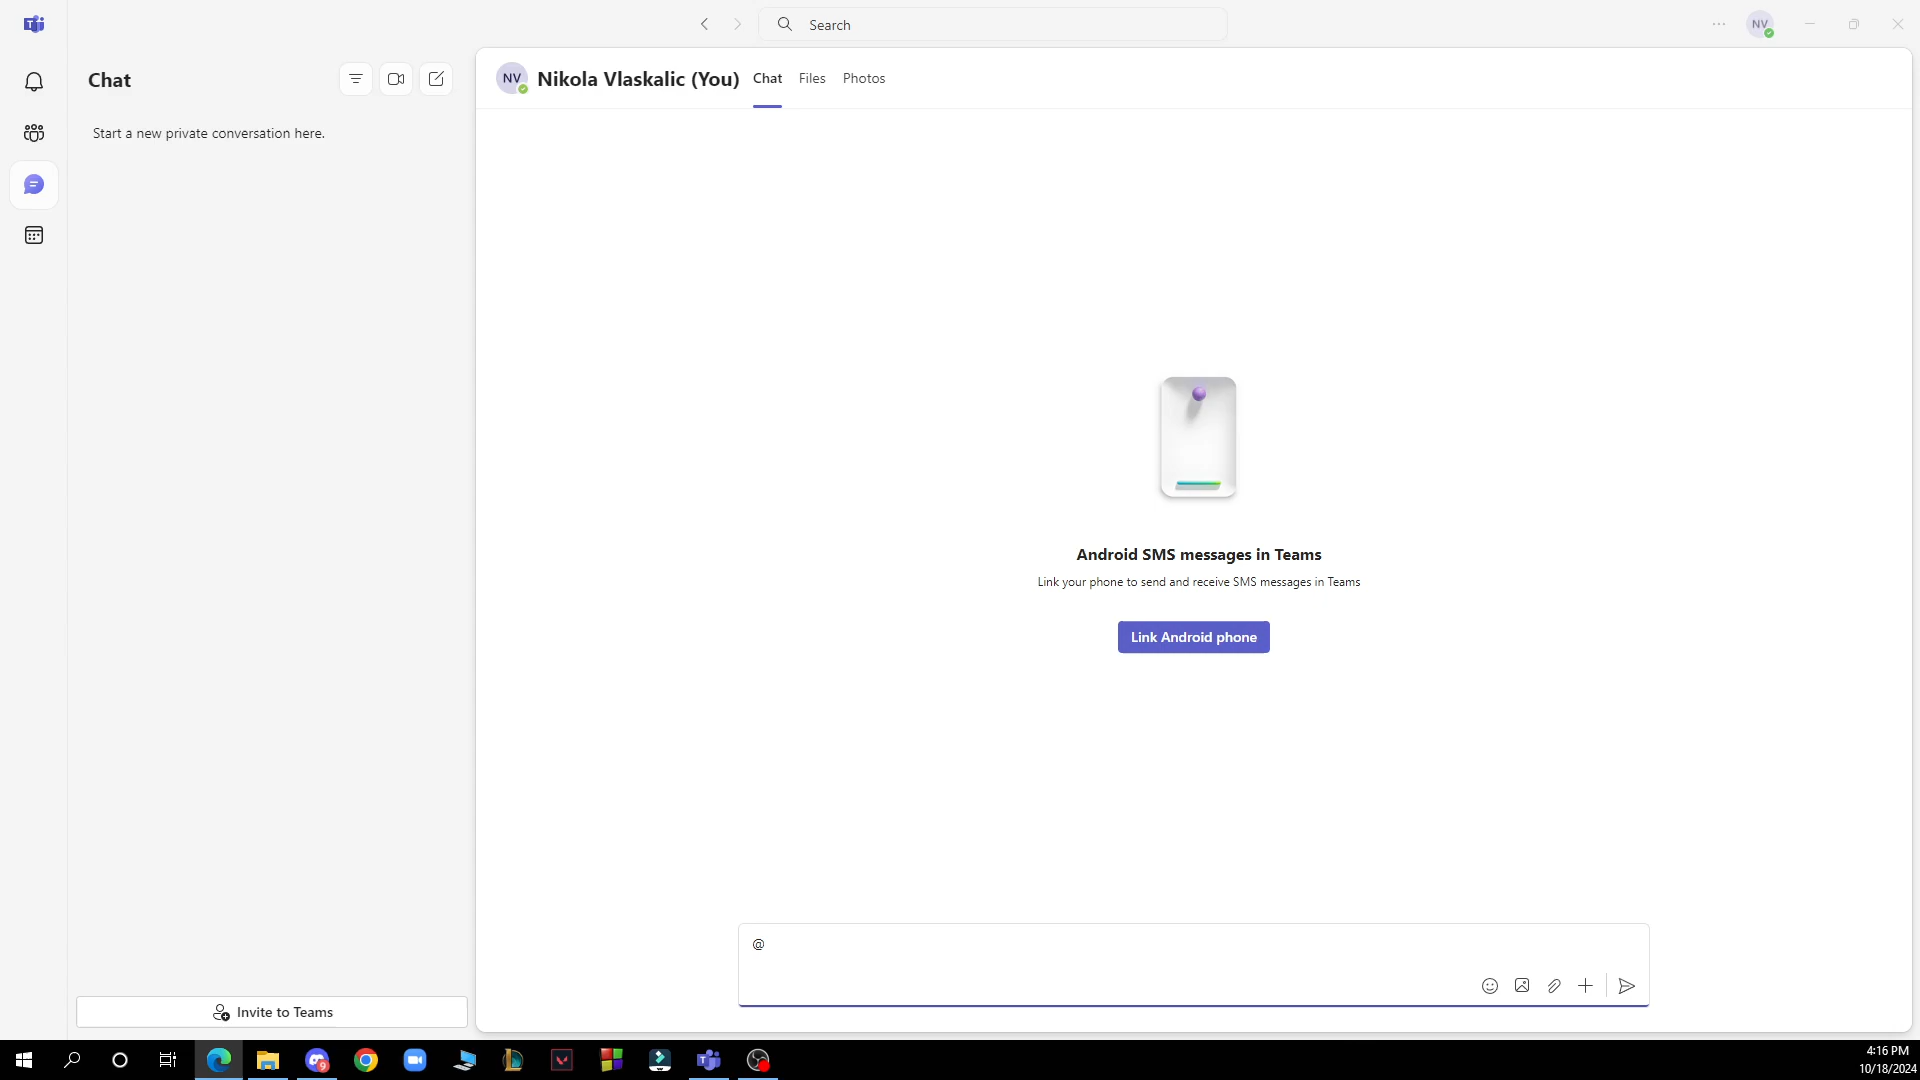 Search
NV
Chat
NV
Nikola Vlaskalic (You)
Chat
Files
Photos
Start a new private conversation here.
Android SMS messages in Teams
Link your phone to send and receive SMS messages in Teams
Link Android phone
@
Invite to Teams
9
4:16 PM
10/18/2024